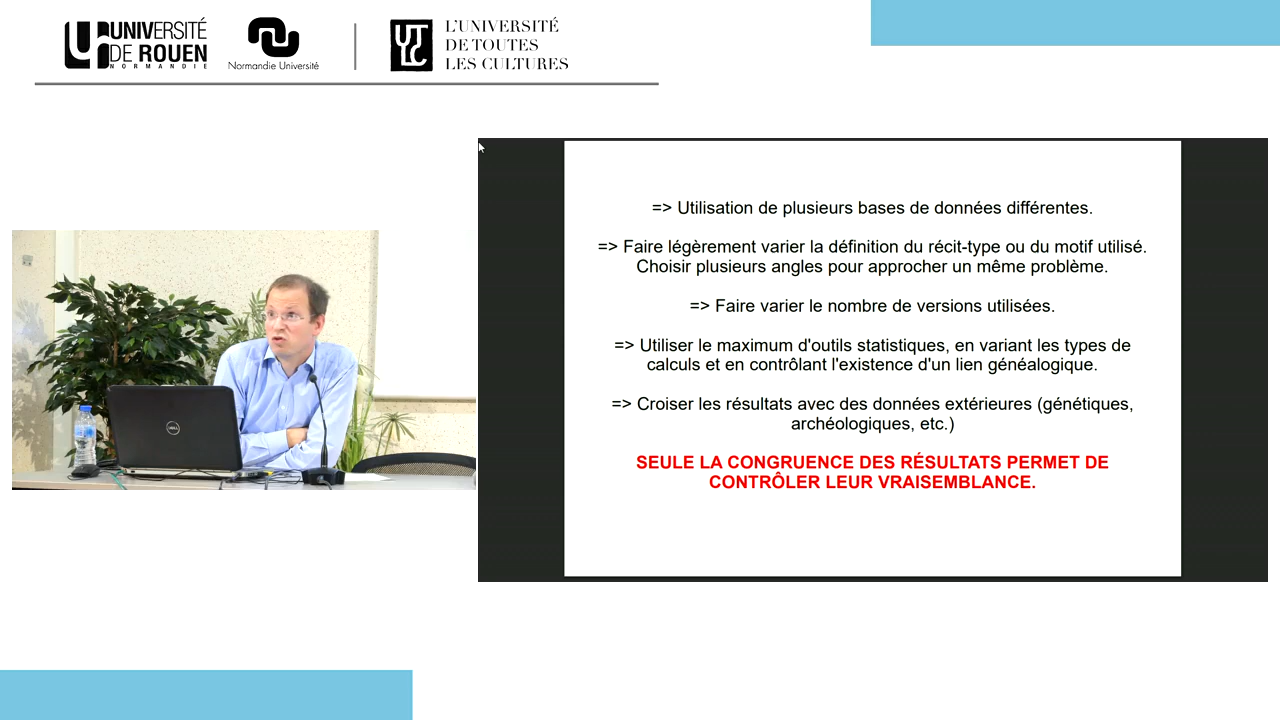 UNIVERSITÉ
DE ROUEN
NORMANDIE
Normandie Université
UTLC
L'UNIVERSITÉ
DE TOUTES
LES CULTURES
=> Utilisation de plusieurs bases de données différentes.
=> Faire légèrement varier la définition du récit-type ou du motif utilisé.
Choisir plusieurs angles pour approcher un même problème.
=> Faire varier le nombre de versions utilisées.
=> Utiliser le maximum d'outils statistiques, en variant les types de
calculs et en contrôlant l'existence d'un lien généalogique.
=> Croiser les résultats avec des données extérieures (génétiques,
archéologiques, etc.)
SEULE LA CONGRUENCE DES RÉSULTATS PERMET DE
CONTRÔLER LEUR VRAISEMBLANCE.
DELL